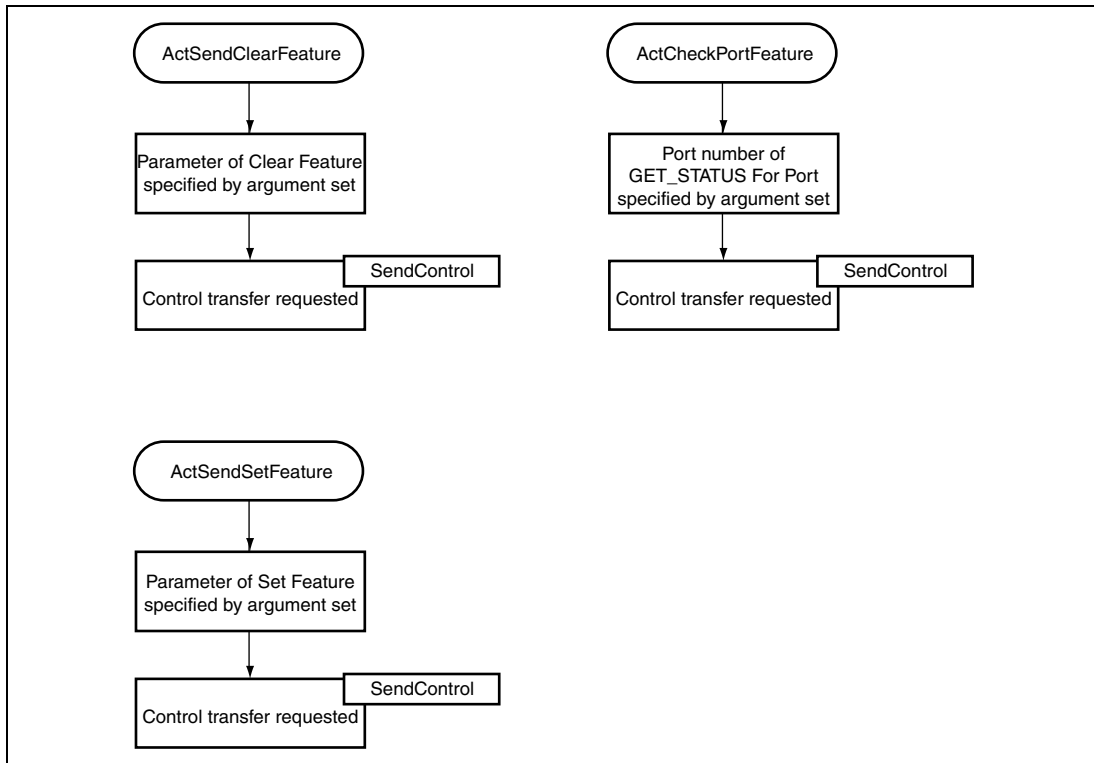 ActSendClearFeature
Parameter of Clear Feature
specified by argument set
SendControl
Control transfer requested
ActCheckPortFeature
Port number of
GET_STATUS For Port
specified by argument set
SendControl
Control transfer requested
ActSendSetFeature
Parameter of Set Feature
specified by argument set
SendControl
Control transfer requested